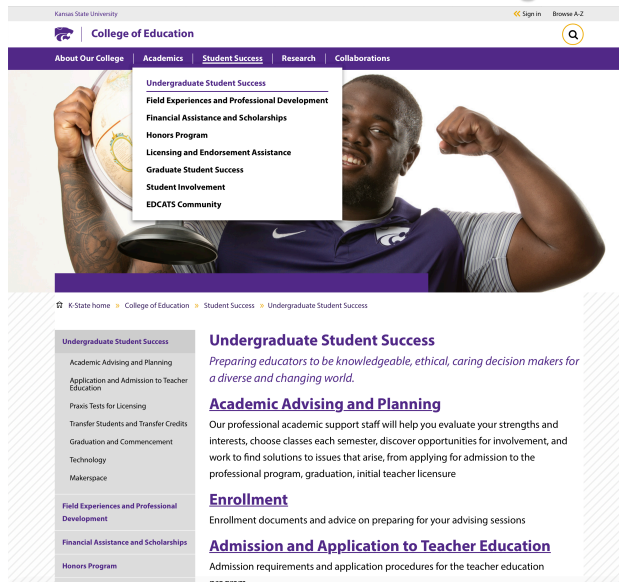 Kansas State University
Sign in Browse A-Z
College of Education
About Our College Academics Student Success Research Collaborations
Undergraduate Student Success
Field Experiences and Professional Development
Financial Assistance and Scholarships
Honors Program
Licensing and Endorsement Assistance
Graduate Student Success
Student Involvement
EDCATS Community
K-State home » College of Education » Student Success » Undergraduate Student Success
Undergraduate Student Success
Academic Advising and Planning
Application and Admission to Teacher
Education
Praxis Tests for Licensing
Transfer Students and Transfer Credits
Graduation and Commencement
Technology
Makerspace
Field Experiences and Professional
Development
Financial Assistance and Scholarships
Honors Program
Undergraduate Student Success
Preparing educators to be knowledgeable, ethical, caring decision makers for
a diverse and changing world.
Academic Advising and Planning
Our professional academic support staff will help you evaluate your strengths and
interests, choose classes each semester, discover opportunities for involvement, and
work to find solutions to issues that arise, from applying for admission to the
professional program, graduation, initial teacher licensure
Enrollment
Enrollment documents and advice on preparing for your advising sessions
Admission and Application to Teacher Education
Admission requirements and application procedures for the teacher education